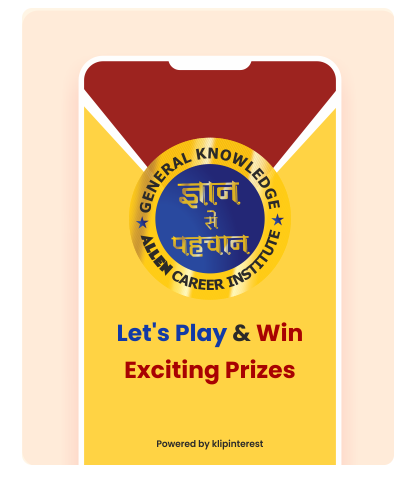 GENERAL KNOWLEDGE
ज्ञान
से
पहचान
ALLEN CAREER INSTITUTE
Let's Play & Win
Exciting Prizes
Powered by klipinterest